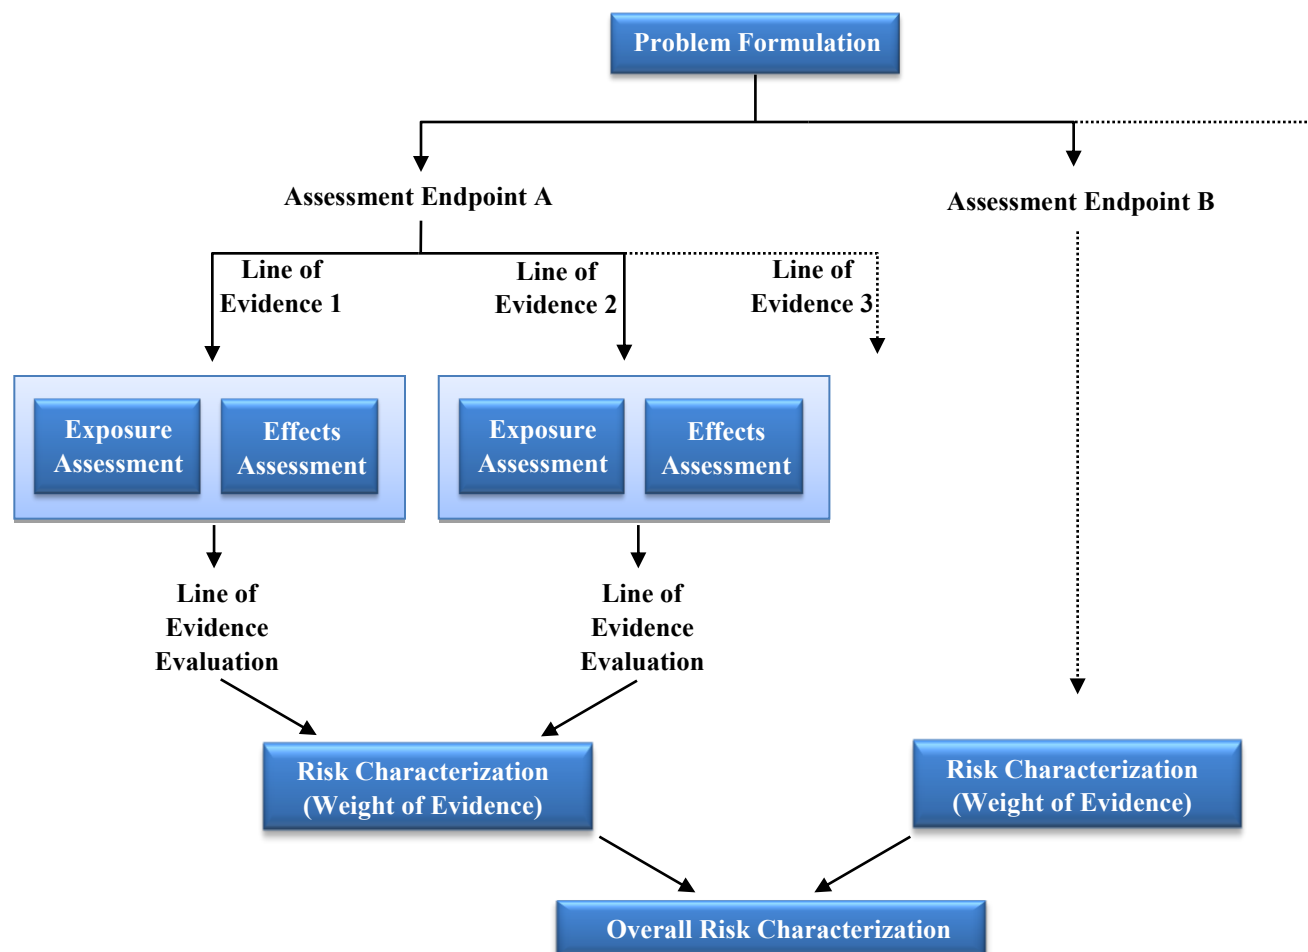 Problem Formulation
Assessment Endpoint A
Assessment Endpoint B
Line of
Evidence 1
Line of
Evidence 2
Line of
Evidence 3
Exposure
Assessment
Effects
Assessment
Exposure
Assessment
Effects
Assessment
Line of
Evidence
Evaluation
Line of
Evidence
Evaluation
Risk Characterization
(Weight of Evidence)
Risk Characterization
(Weight of Evidence)
Overall Risk Characterization